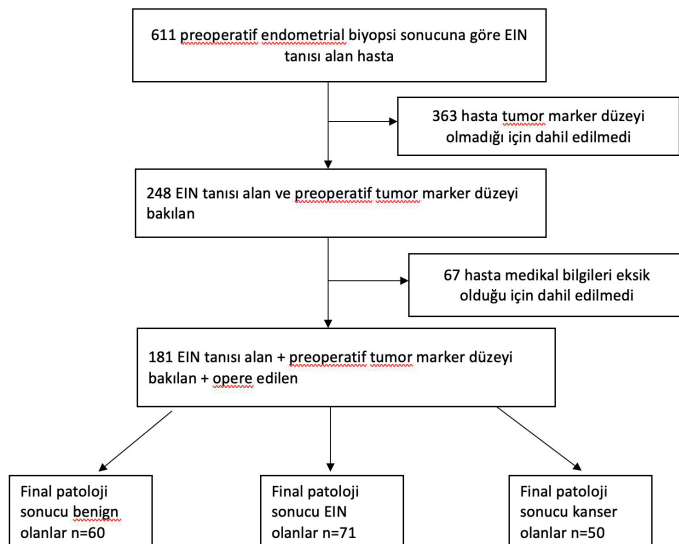 611 preoperatif endometrial biyopsi sonucuna göre EIN
tanısı alan hasta
363 hasta tumor marker düzeyi
olmadığı için dahil edilmedi
248 EIN tanısı alan ve preoperatif tumor marker düzeyi
bakılan
67 hasta medikal bilgileri eksik
olduğu için dahil edilmedi
181 EIN tanısı alan + preoperatif tumor marker düzeyi
bakılan + opere edilen
Final patoloji
sonucu benign
olanlar n=60
Final patoloji
sonucu EIN
olanlar n=71
Final patoloji
sonucu kanser
olanlar n=50